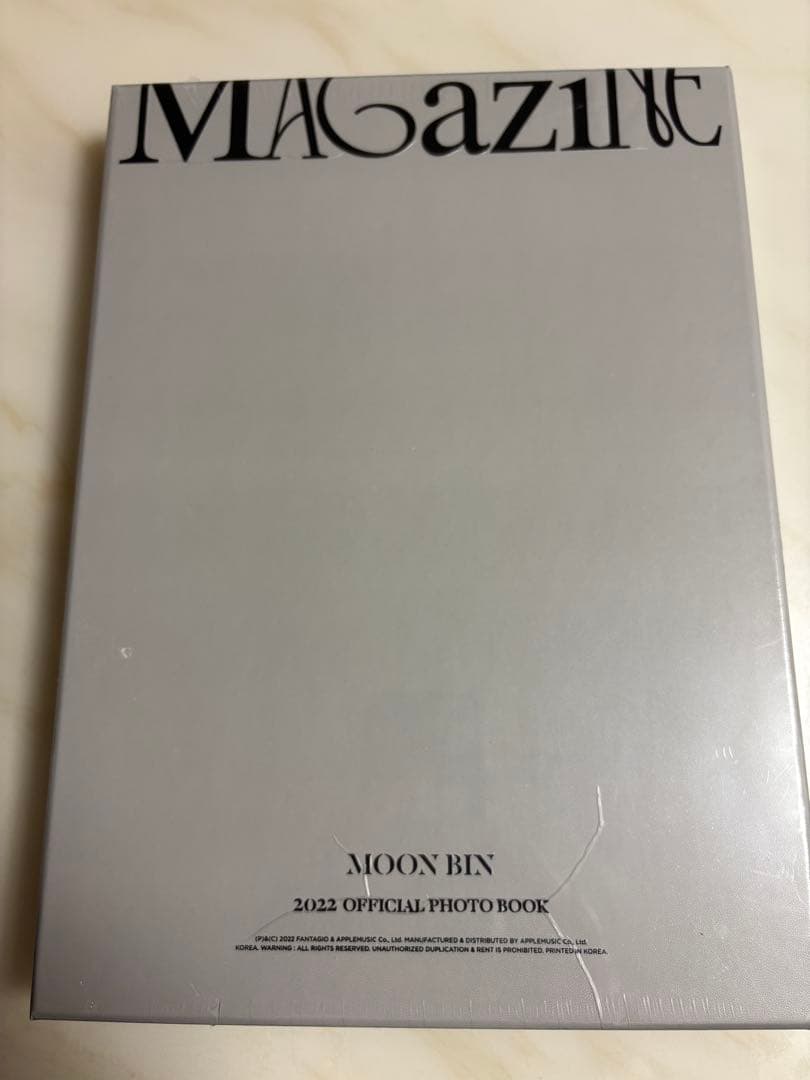 MAGazINE
MOON BIN
2022 OFFICIAL PHOTO BOOK
(P)&(C) 2022 FANTAGIO & APPLEMUSIC Co., Ltd. MANUFACTURED & DISTRIBUTED BY APPLEMUSIC Co., Ltd.
KOREA. WARNING : ALL RIGHTS RESERVED. UNAUTHORIZED DUPLICATION & RENT IS PROHIBITED. PRINTED IN KOREA.